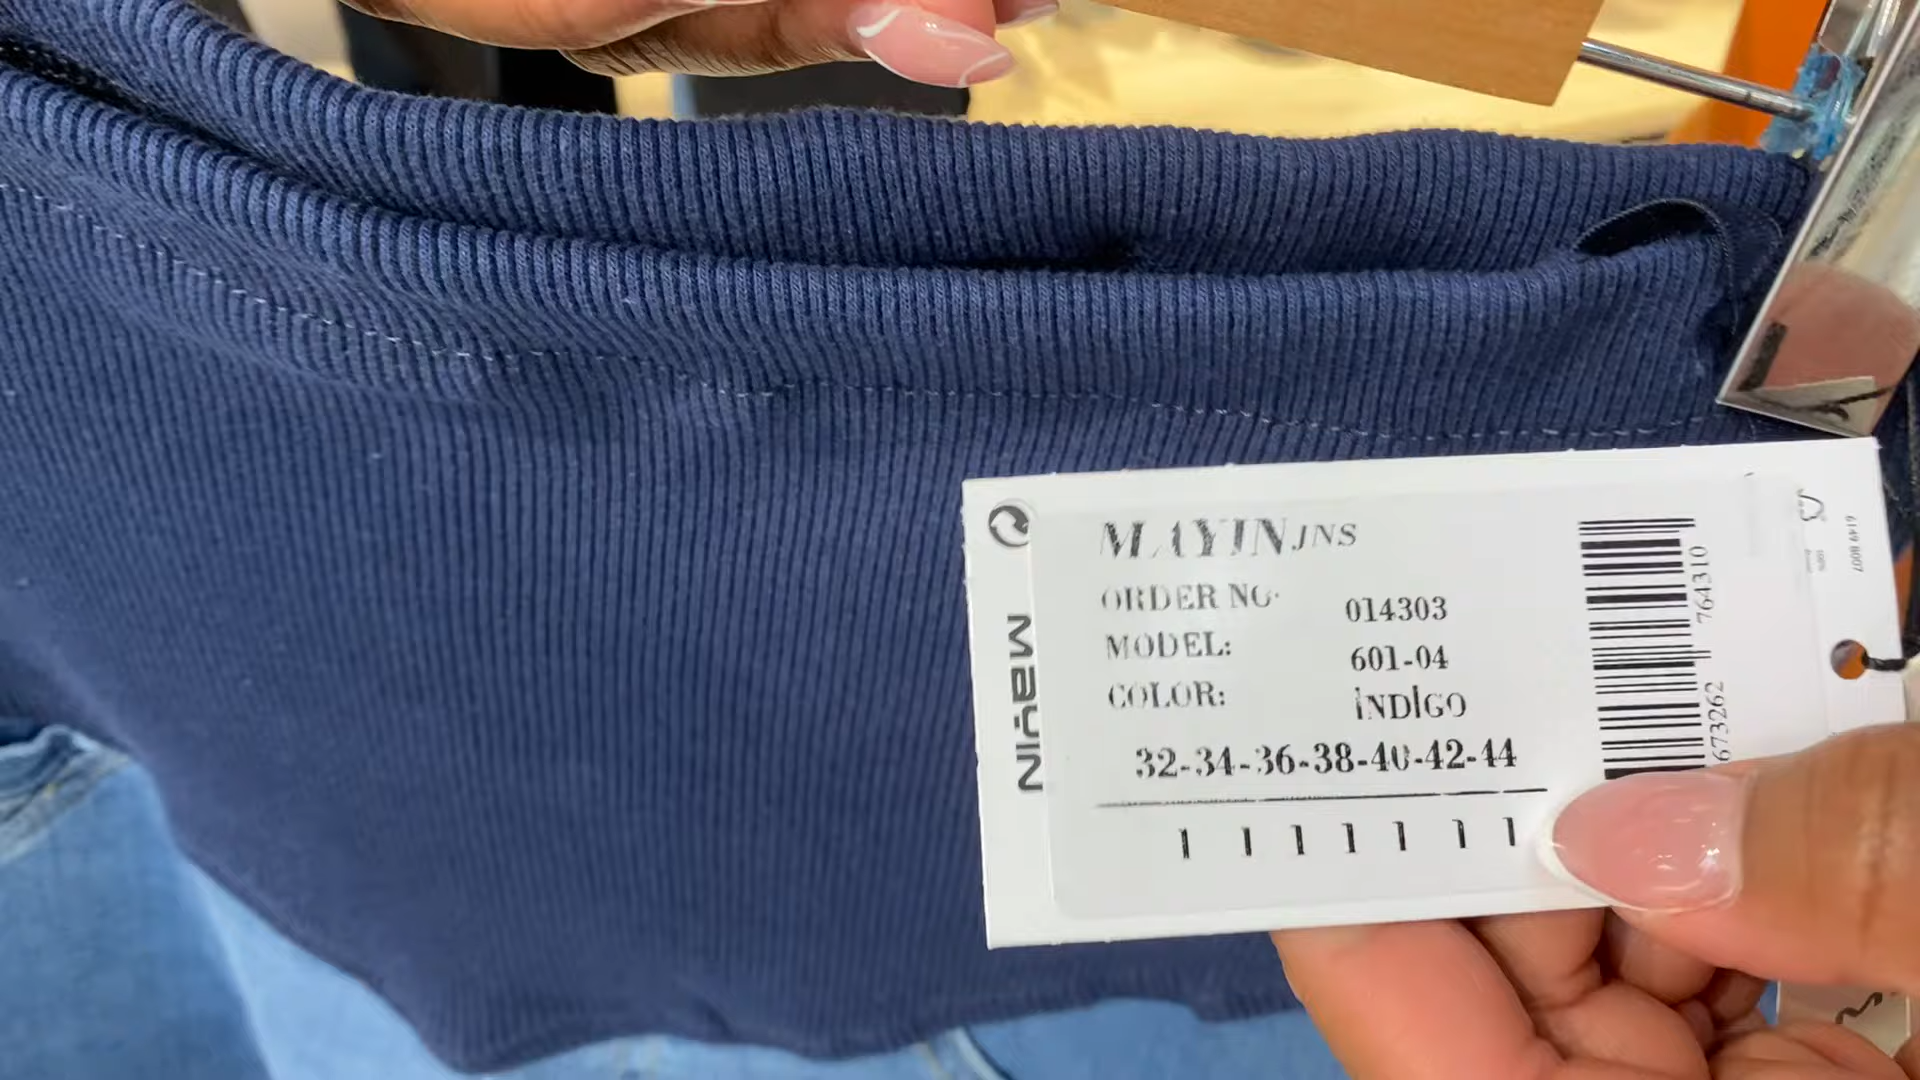 MAYIN JNS
ORDER NO.
014303
MODEL:
601-04
COLOR:
İNDİGO
32-34-36-38-40-42-44
1 1 1 1 1 1 1
MaYIN
673262
764310